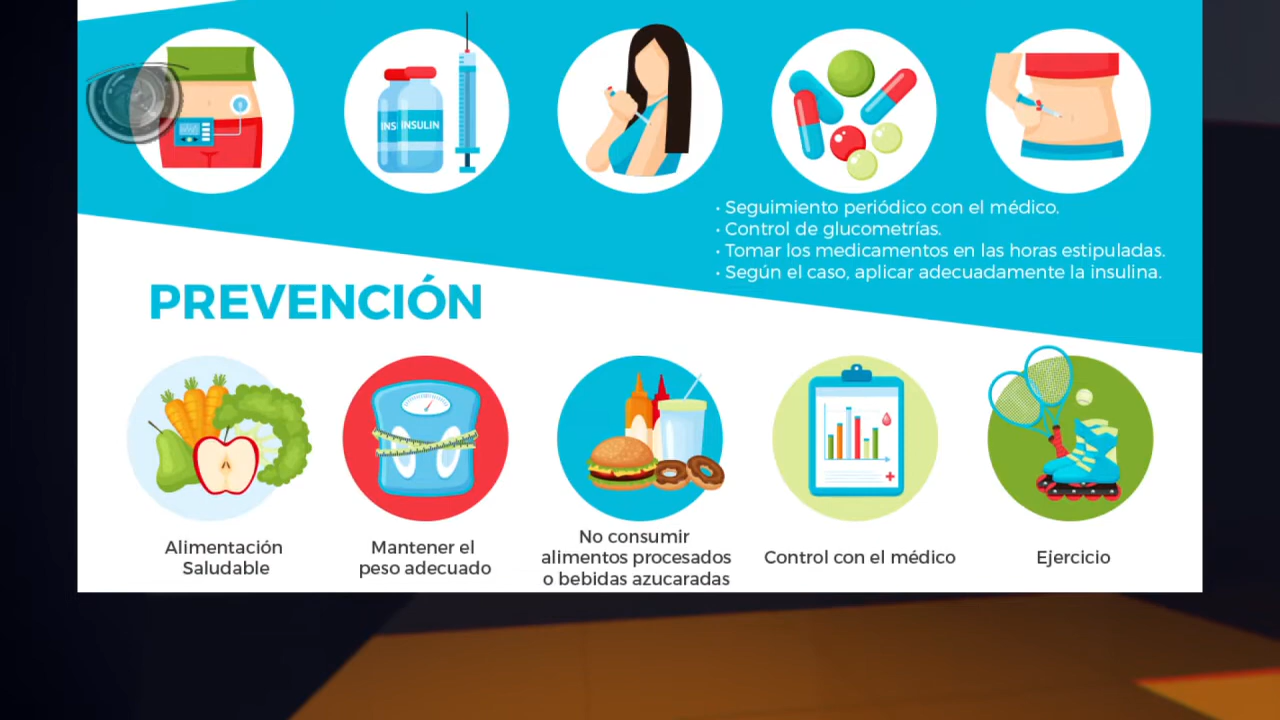 INS
INSULIN
• Seguimiento periódico con el médico.
• Control de glucometrías.
• Tomar los medicamentos en las horas estipuladas.
• Según el caso, aplicar adecuadamente la insulina.
PREVENCIÓN
Alimentación
Saludable
Mantener el
peso adecuado
No consumir
alimentos procesados
o bebidas azucaradas
Control con el médico
Ejercicio